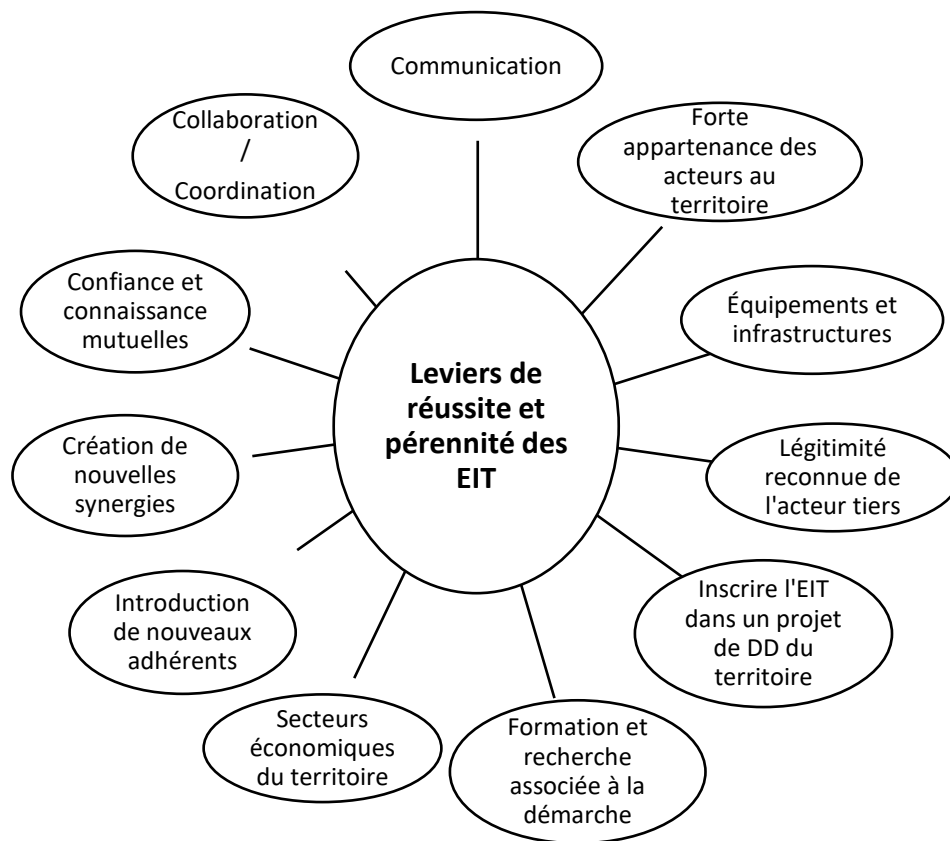 Communication
Forte
appartenance des
acteurs au
territoire
Équipements et
infrastructures
Légitimité
reconnue de
l'acteur tiers
Inscrire l'EIT
dans un projet
de DD du
territoire
Formation et
recherche
associée à la
démarche
Secteurs
économiques
du territoire
Introduction
de nouveaux
adhérents
Création de
nouvelles
synergies
Confiance et
connaissance
mutuelles
Collaboration
/
Coordination
Leviers de
réussite et
pérennité des
EIT